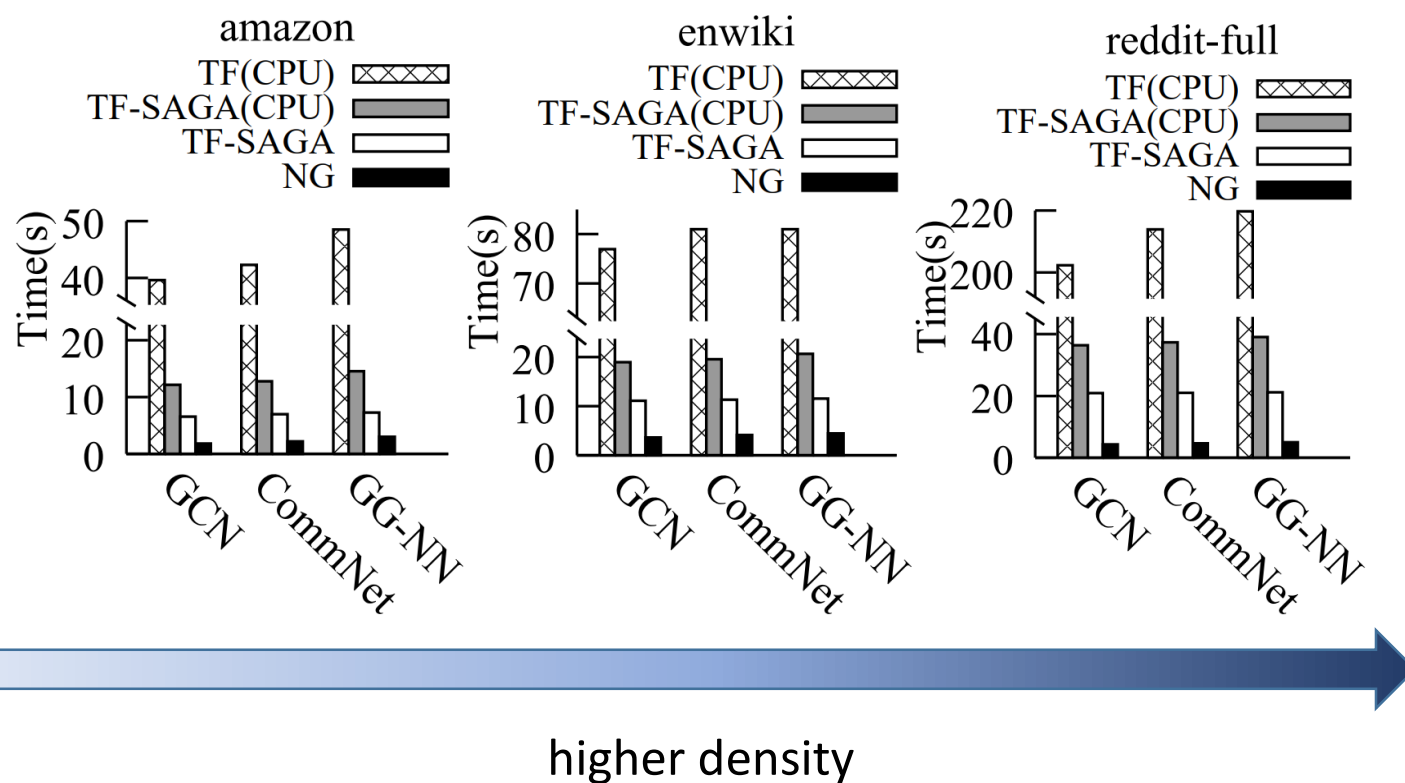 amazon
TF(CPU)
TF-SAGA(CPU)
TF-SAGA
NG
Time(s)
50
40
20
10
0
GCN
CommNet
GG-NN
enwiki
TF(CPU)
TF-SAGA(CPU)
TF-SAGA
NG
Time(s)
80
70
20
10
0
GCN
CommNet
GG-NN
reddit-full
TF(CPU)
TF-SAGA(CPU)
TF-SAGA
NG
Time(s)
220
200
40
20
0
GCN
CommNet
GG-NN
higher density